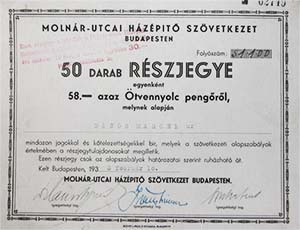 MOLNÁR-UTCAI HÁZÉPITŐ SZÖVETKEZET
BUDAPESTEN
Folyószám:
50 DARAB RÉSZJEGYE
egyenként
58.— azaz Ötvennyolc pengőről,
melynek alapján
mindazon jogokkal és kötelezettségekkel bir, melyek a szövetkezeti alapszabályok
értelmében a részjegytulajdonosokat megilletik.
Ezen részjegy csak az alapszabályok határozatai szerint ruházható át.
Kelt Budapest, 193
MOLNÁR-UTCAI HÁZÉPITŐ SZÖVETKEZET BUDAPESTEN.